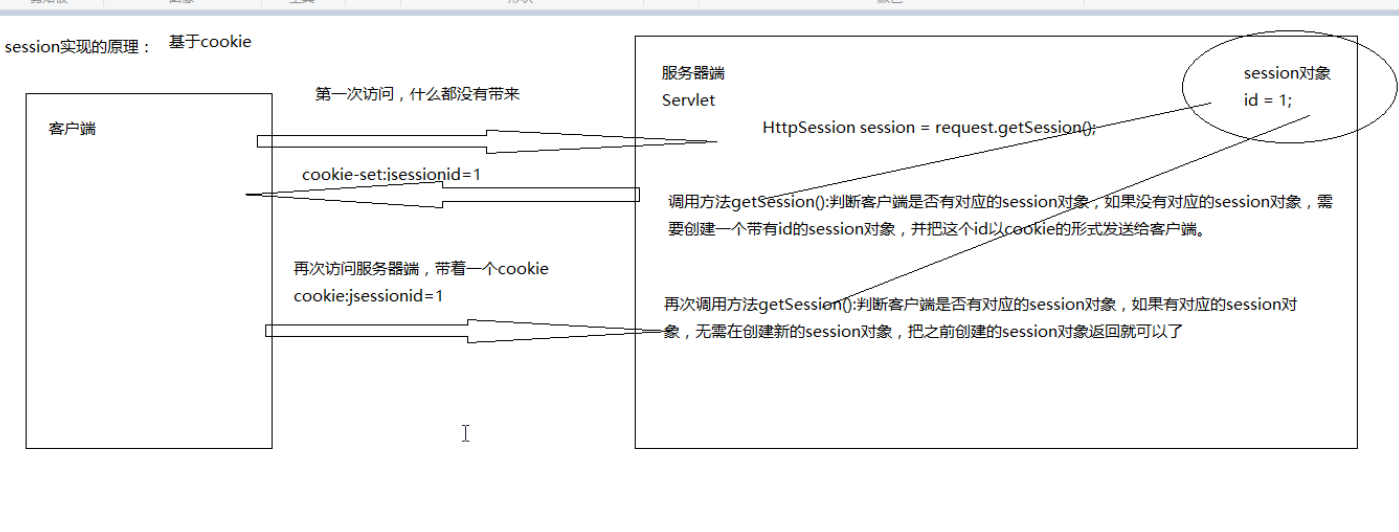 session实现的原理： 基于cookie
客户端
第一次访问，什么都没有带来
cookie-set:jsessionid=1
再次访问服务器端，带着一个cookie
cookie:jsessionid=1
服务器端
Servlet
HttpSession session = request.getSession();
session对象
id = 1;
调用方法getSession():判断客户端是否有对应的session对象，如果没有对应的session对象，需
要创建一个带有id的session对象，并把这个id以cookie的形式发送给客户端。
再次调用方法getSession():判断客户端是否有对应的session对象，如果有对应的session对
象，无需在创建新的session对象，把之前创建的session对象返回就可以了